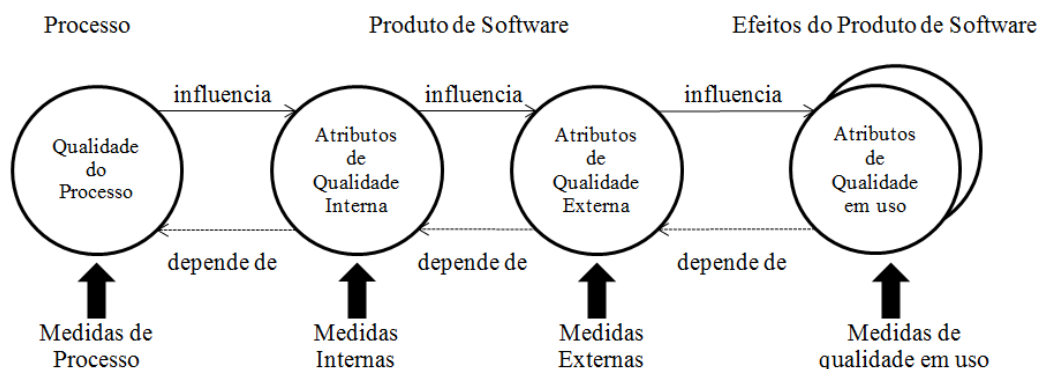 Processo
Produto de Software
Efeitos do Produto de Software
influencia
influencia
influencia
Qualidade
do
Processo
Atributos
de
Qualidade
Interna
Atributos
de
Qualidade
Externa
Atributos
de
Qualidade
em uso
depende de
depende de
depende de
Medidas de
Processo
Medidas
Internas
Medidas
Externas
Medidas de
qualidade em uso